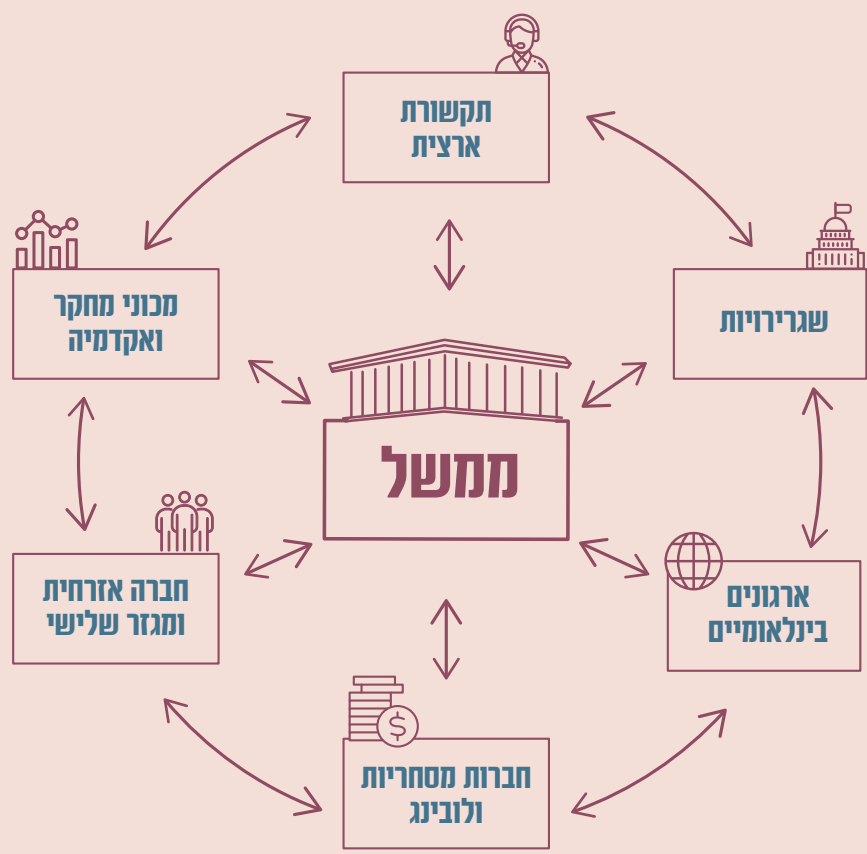 תקשורת
ארצית
שגרירויות
מכוני מחקר
ואקדמיה
ממשל
ארגונים
בינלאומיים
חברה אזרחית
ומגזר שלישי
חברות מסחריות
ולובינג
$